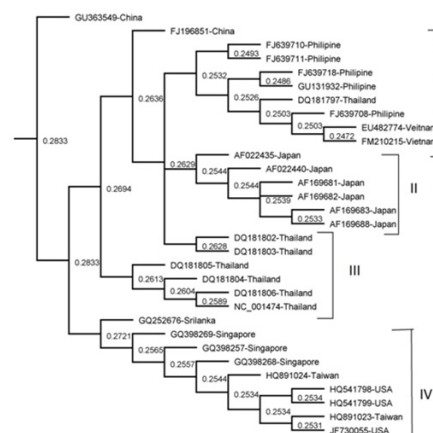 GU363549-China
FJ196851-China
FJ639710-Philipine
0.2493
FJ639711-Philipine
0.2532
FJ639718-Philipine
0.2486
GU131932-Philipine
0.2526
DQ181797-Thailand
0.2636
FJ639708-Philipine
0.2503
EU482774-Veitnam
0.2503
0.2472
FM210215-Vietnam
0.2833
AF022435-Japan
0.2629
0.2544
AF022440-Japan
0.2544
AF169681-Japan
II
0.2694
AF169682-Japan
0.2539
AF169683-Japan
0.2533
AF169688-Japan
DQ181802-Thailand
0.2628
DQ181803-Thailand
0.2833
DQ181805-Thailand
III
0.2613
DQ181804-Thailand
0.2604
DQ181806-Thailand
0.2589
NC_001474-Thailand
GQ252676-Srilanka
0.2721
GQ398269-Singapore
0.2565
GQ398257-Singapore
0.2557
GQ398268-Singapore
0.2544
HQ891024-Taiwan
0.2534
HQ541798-USA
IV
0.2534
HQ541799-USA
0.2534
HQ891023-Taiwan
0.2531
JF730055-USA